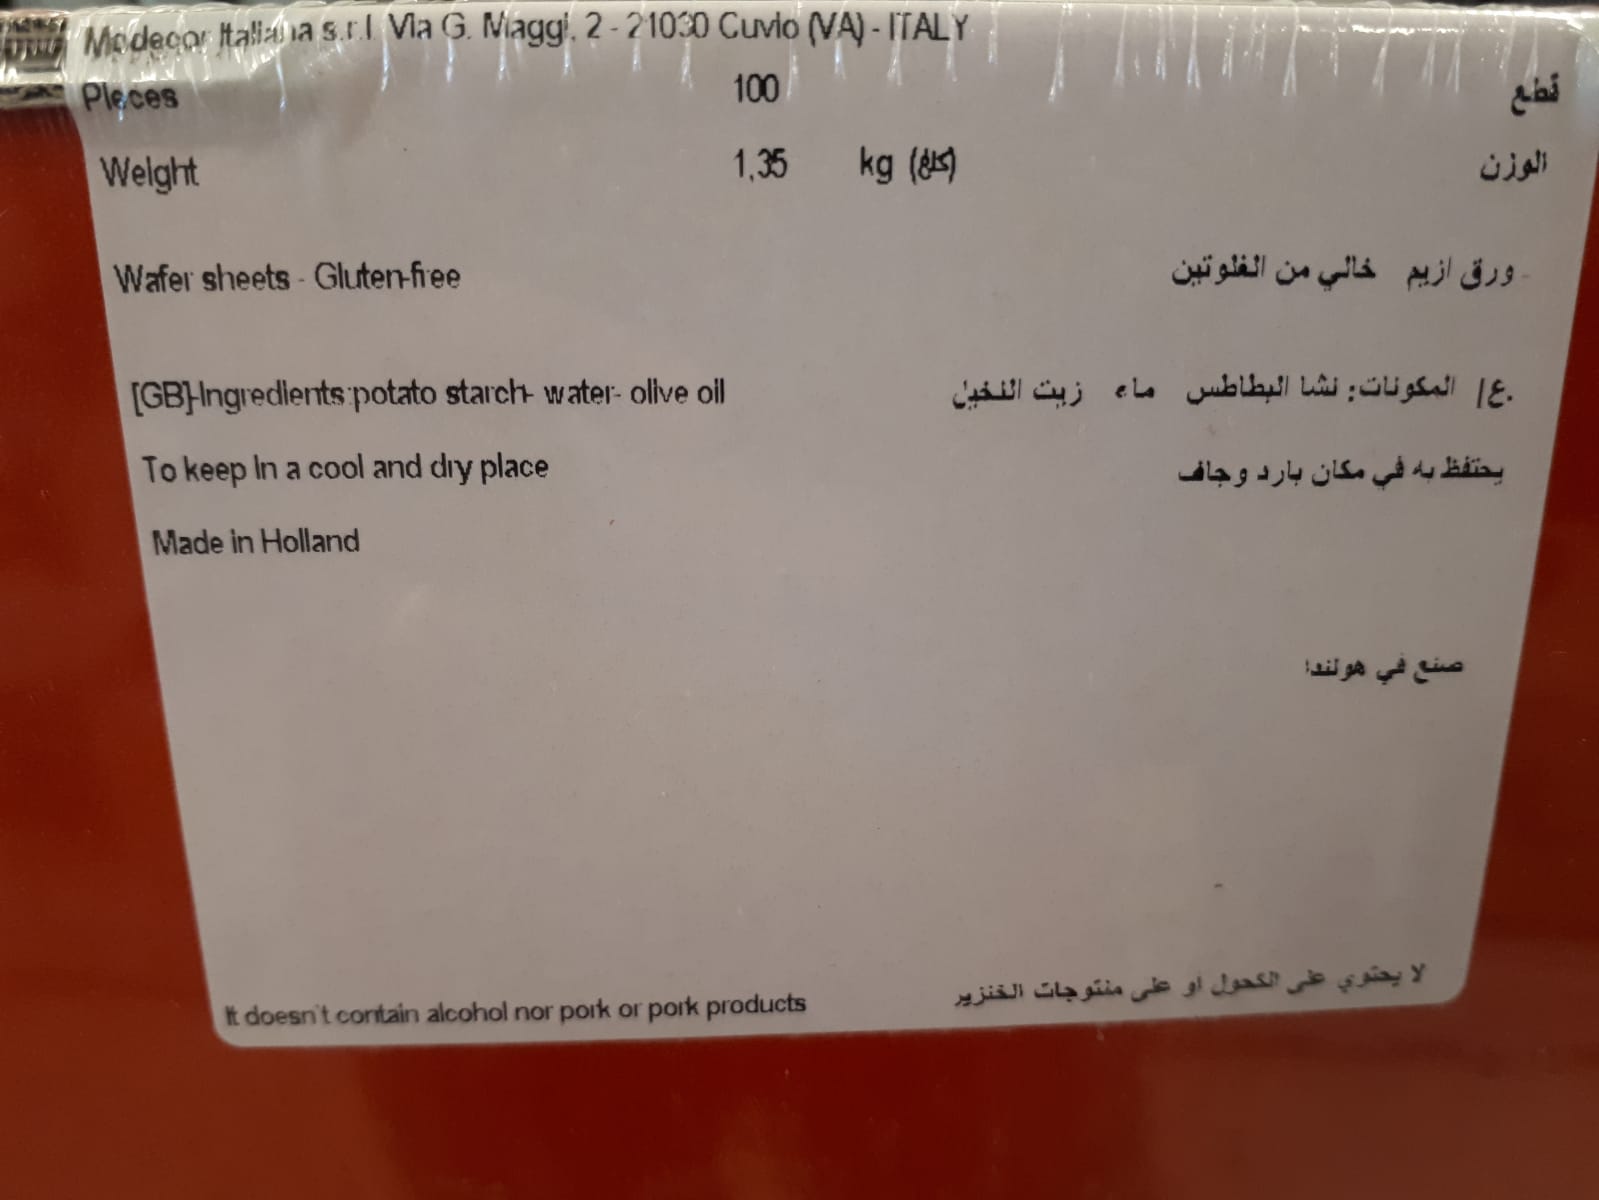 Modecor Italiana s.r.l. Via G. Maggi, 2 - 21030 Cuvio (VA) - ITALY
Pieces 100 قطع
Weight 1,35 kg (كلغ) الوزن
Wafer sheets - Gluten-free - ورق ازيم خالي من الغلوتين
[GB]-Ingredients:potato starch- water- olive oil .ع| المكونات: نشا البطاطس ماء زيت النخيل
To keep in a cool and dry place يحتفظ به في مكان بارد وجاف
Made in Holland
صنع في هولندا
It doesn't contain alcohol nor pork or pork products لا يحتوي على الكحول او على منتوجات الخنزير